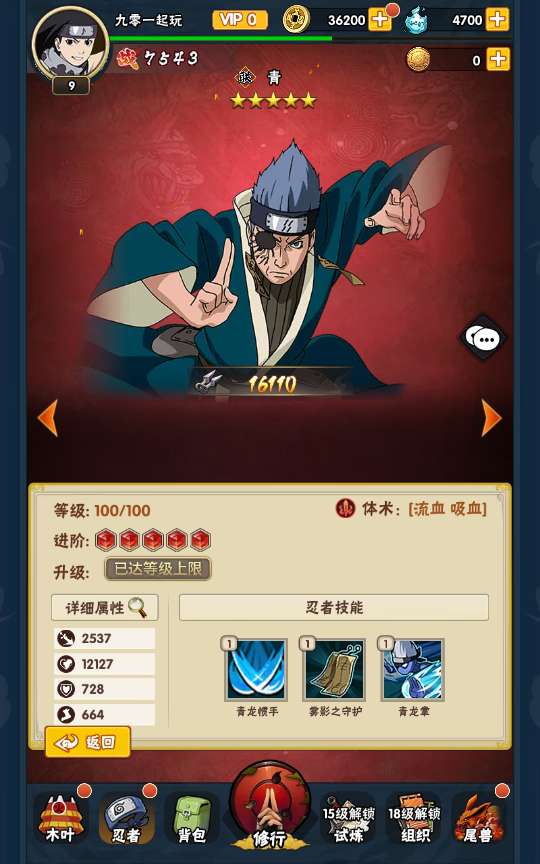 九零一起玩 VIP 0 36200 4700
9 7543 0
青
16110
等级: 100/100 体术: [流血 吸血]
进阶:
升级: 已达等级上限
详细属性 忍者技能
2537
12127
728
664
1 1 1
青龙惯手 雾影之守护 青龙掌
返回
15级解锁 18级解锁
木叶 忍者 背包 修行 试炼 组织 尾兽